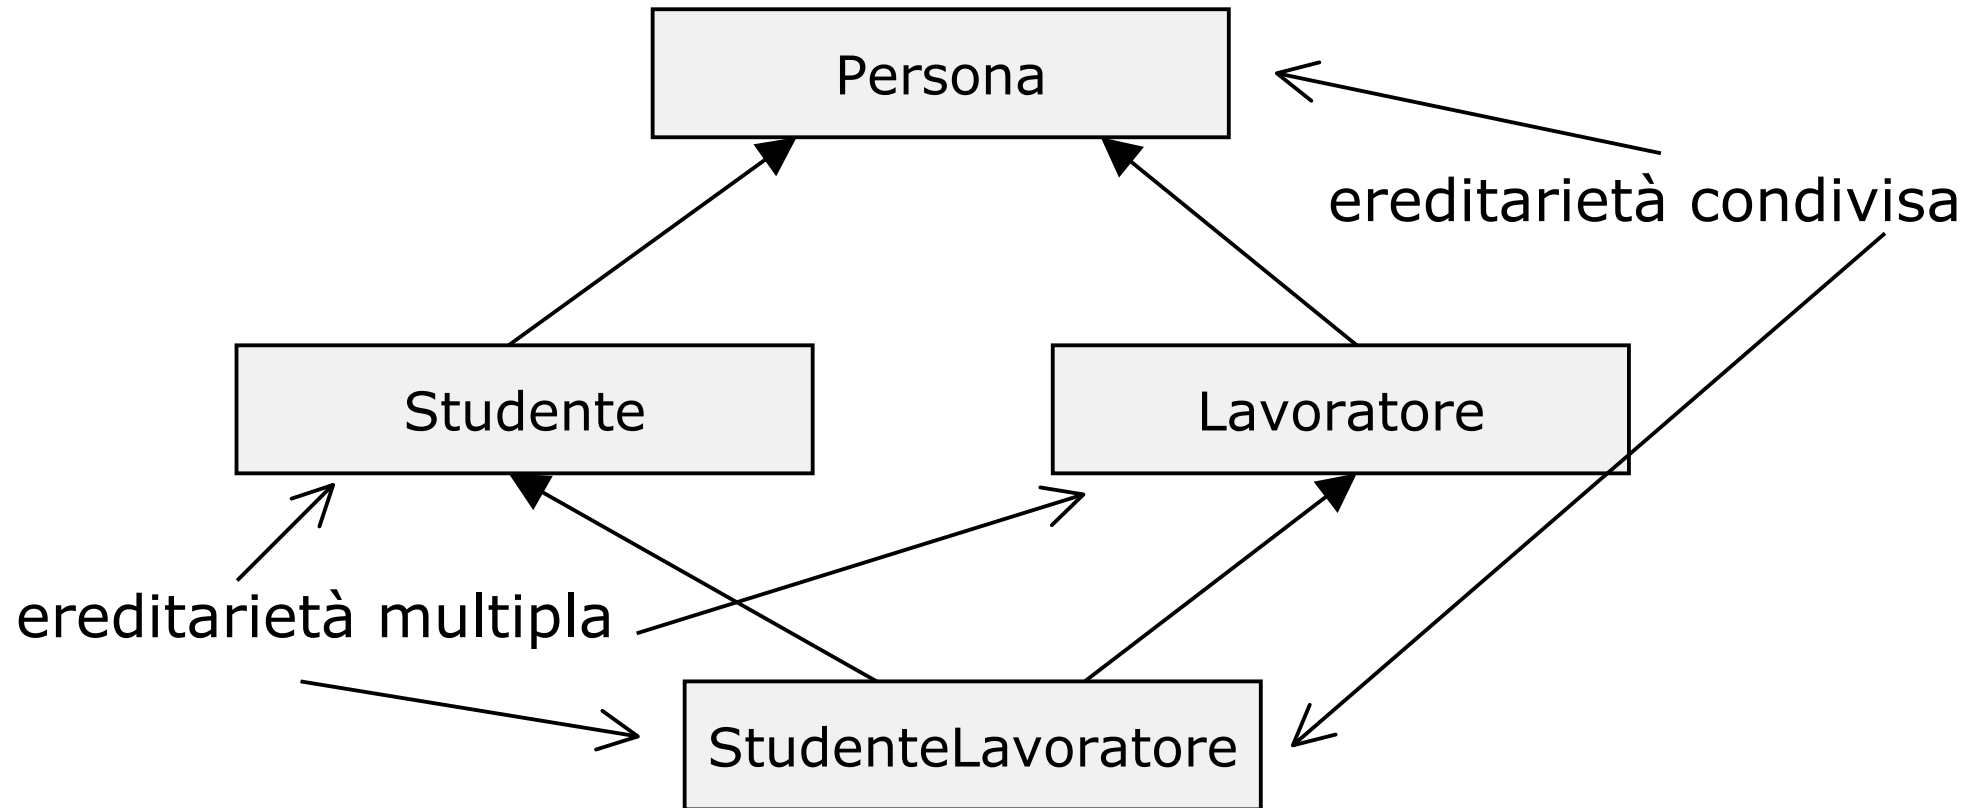 Persona
ereditarietà condivisa
Studente
Lavoratore
ereditarietà multipla
StudenteLavoratore